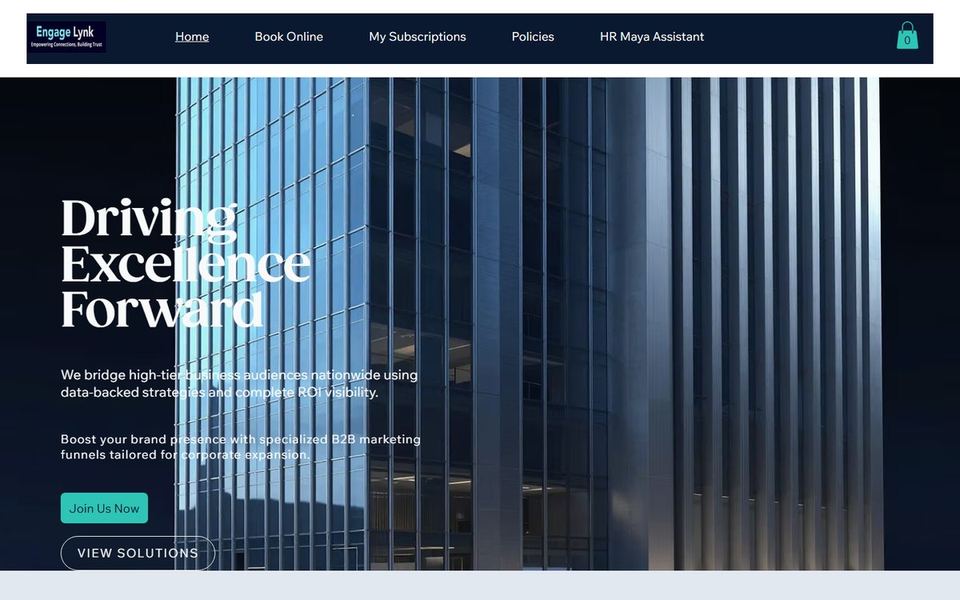 Engage Lynk
Empowering Connections, Building Trust
Home
Book Online
My Subscriptions
Policies
HR Maya Assistant
0
Driving
Excellence
Forward
We bridge high-tier business audiences nationwide using
data-backed strategies and complete ROI visibility.
Boost your brand presence with specialized B2B marketing
funnels tailored for corporate expansion.
Join Us Now
VIEW SOLUTIONS